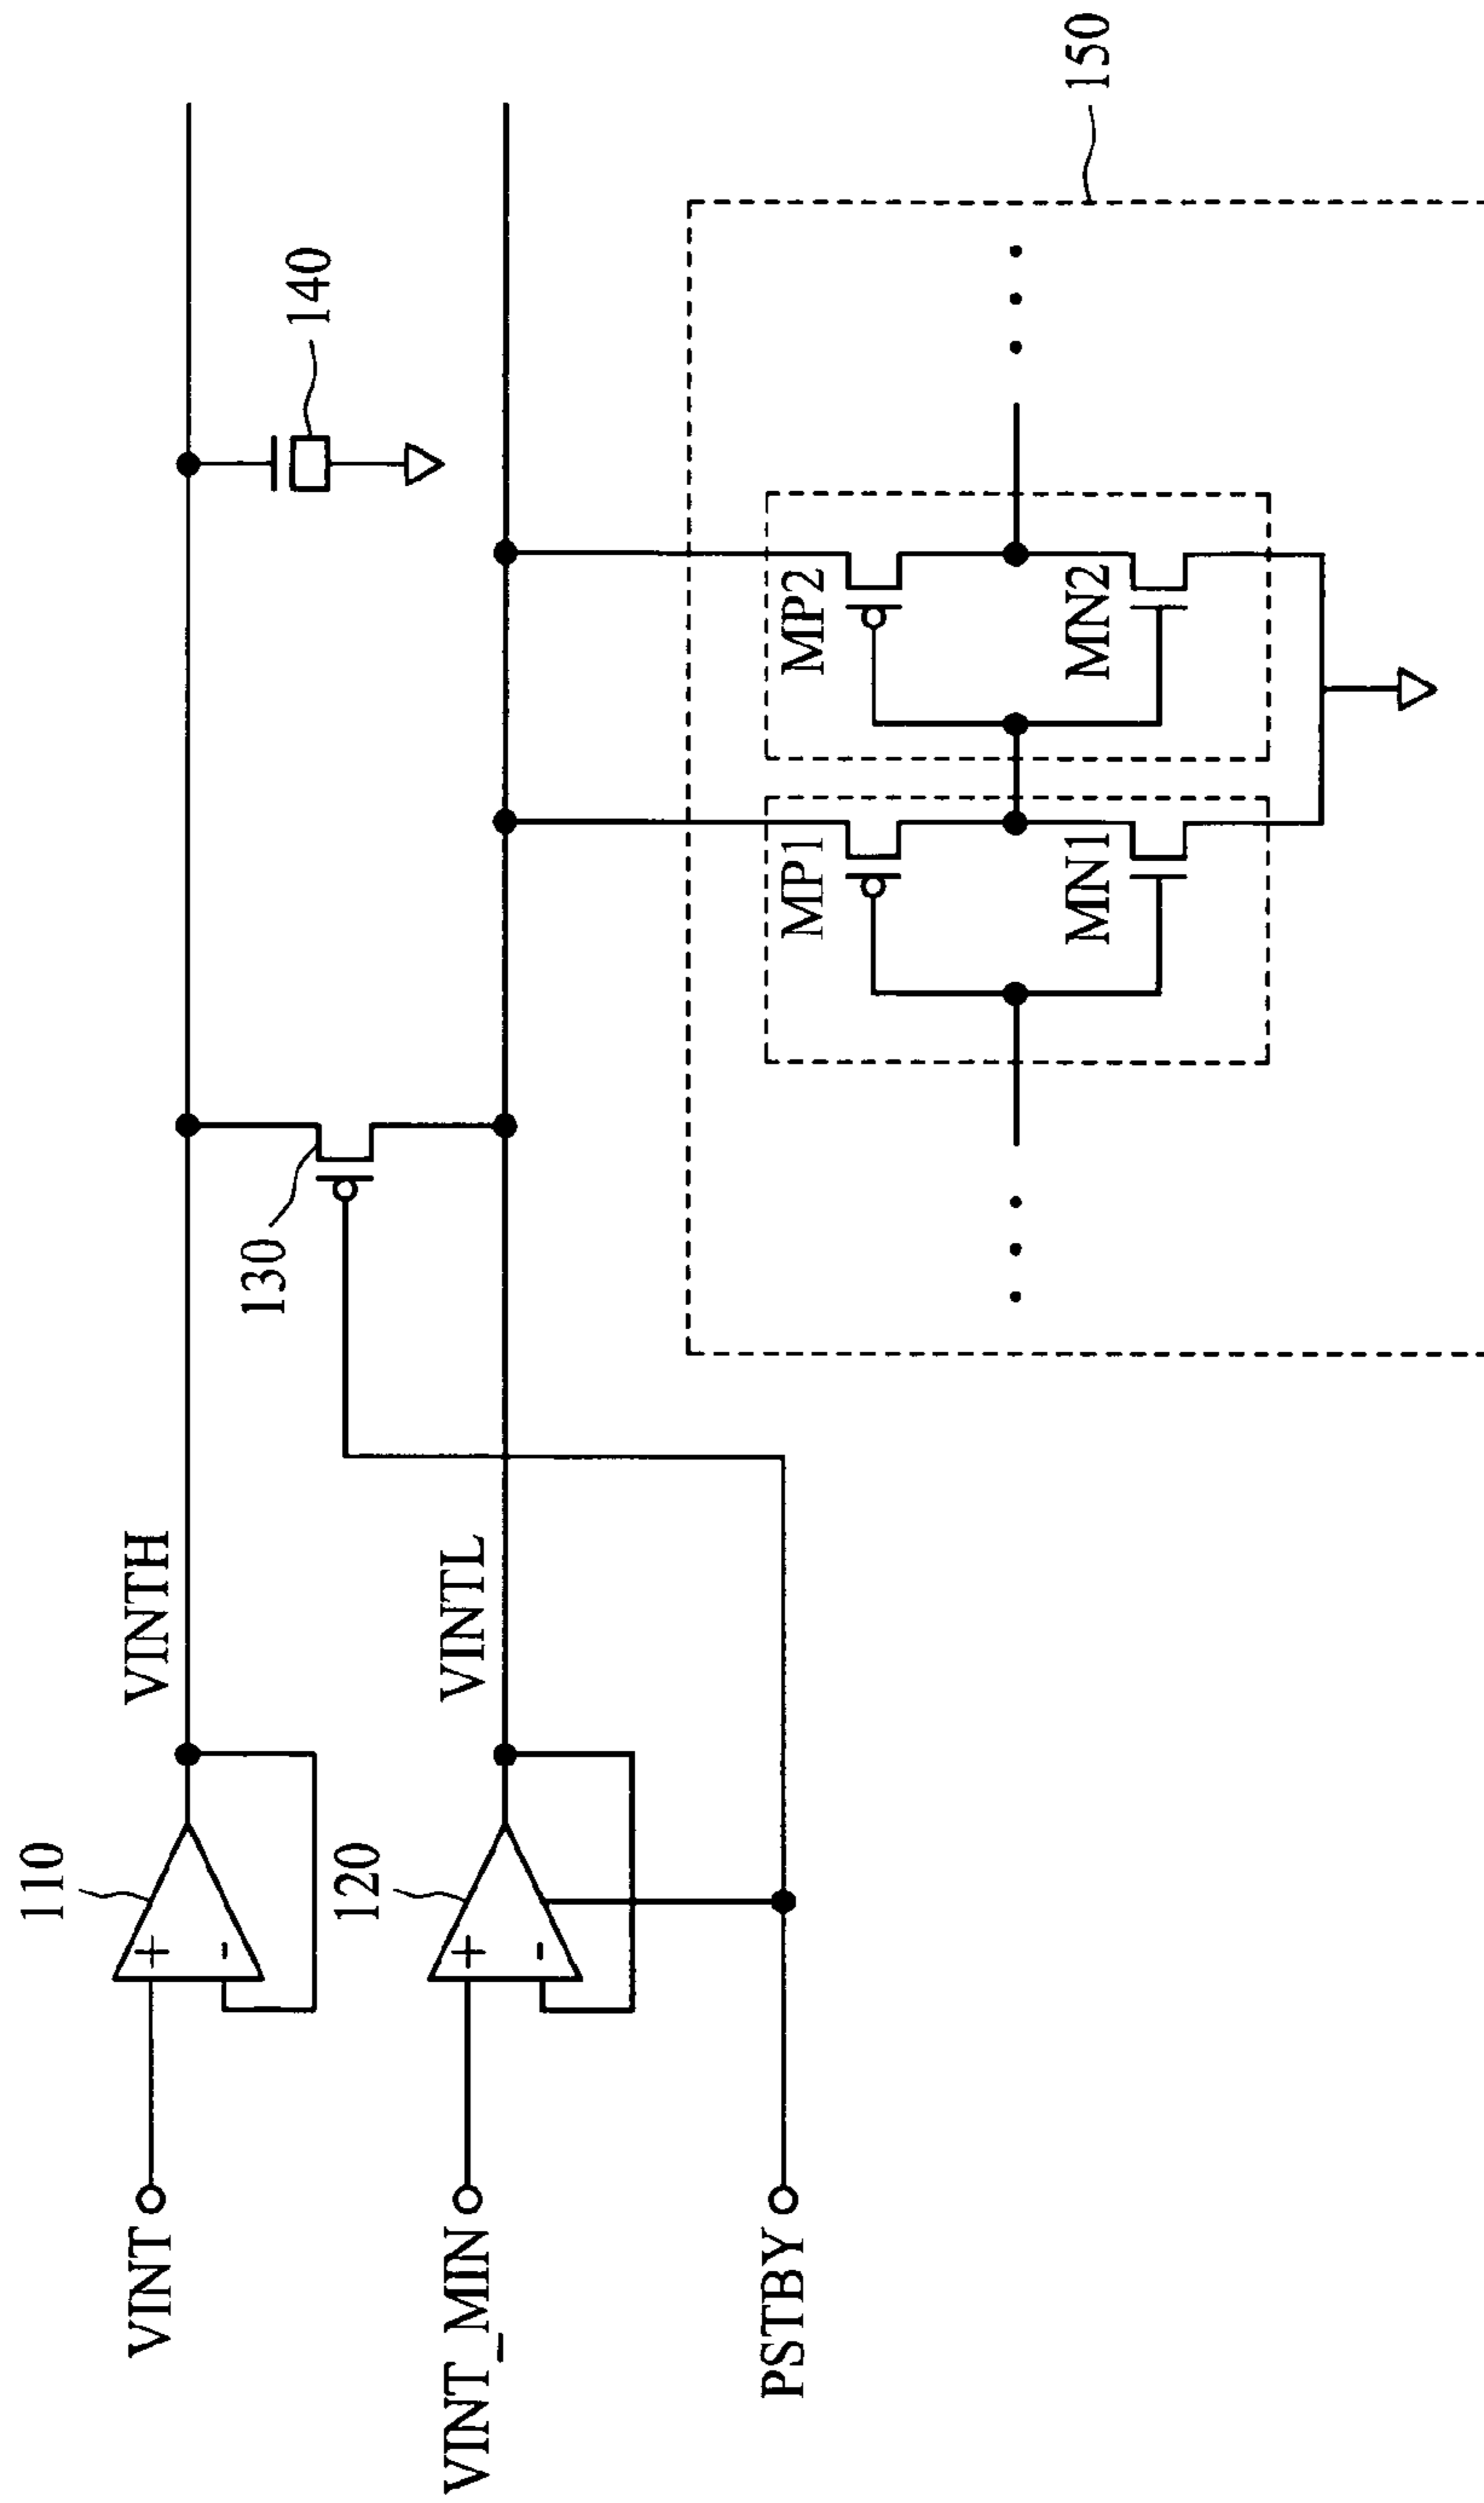 110
VINTH
VINT
+
-
130
140
120
VINTL
VINT_MIN
+
-
PSTBY
MP1
MP2
MN1
MN2
150